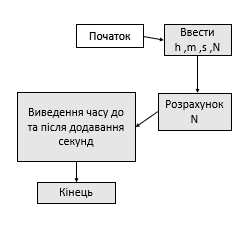 Початок
Ввести
h ,m ,s ,N
Розрахунок
N
Виведення часу до
та після додавання
секунд
Кінець